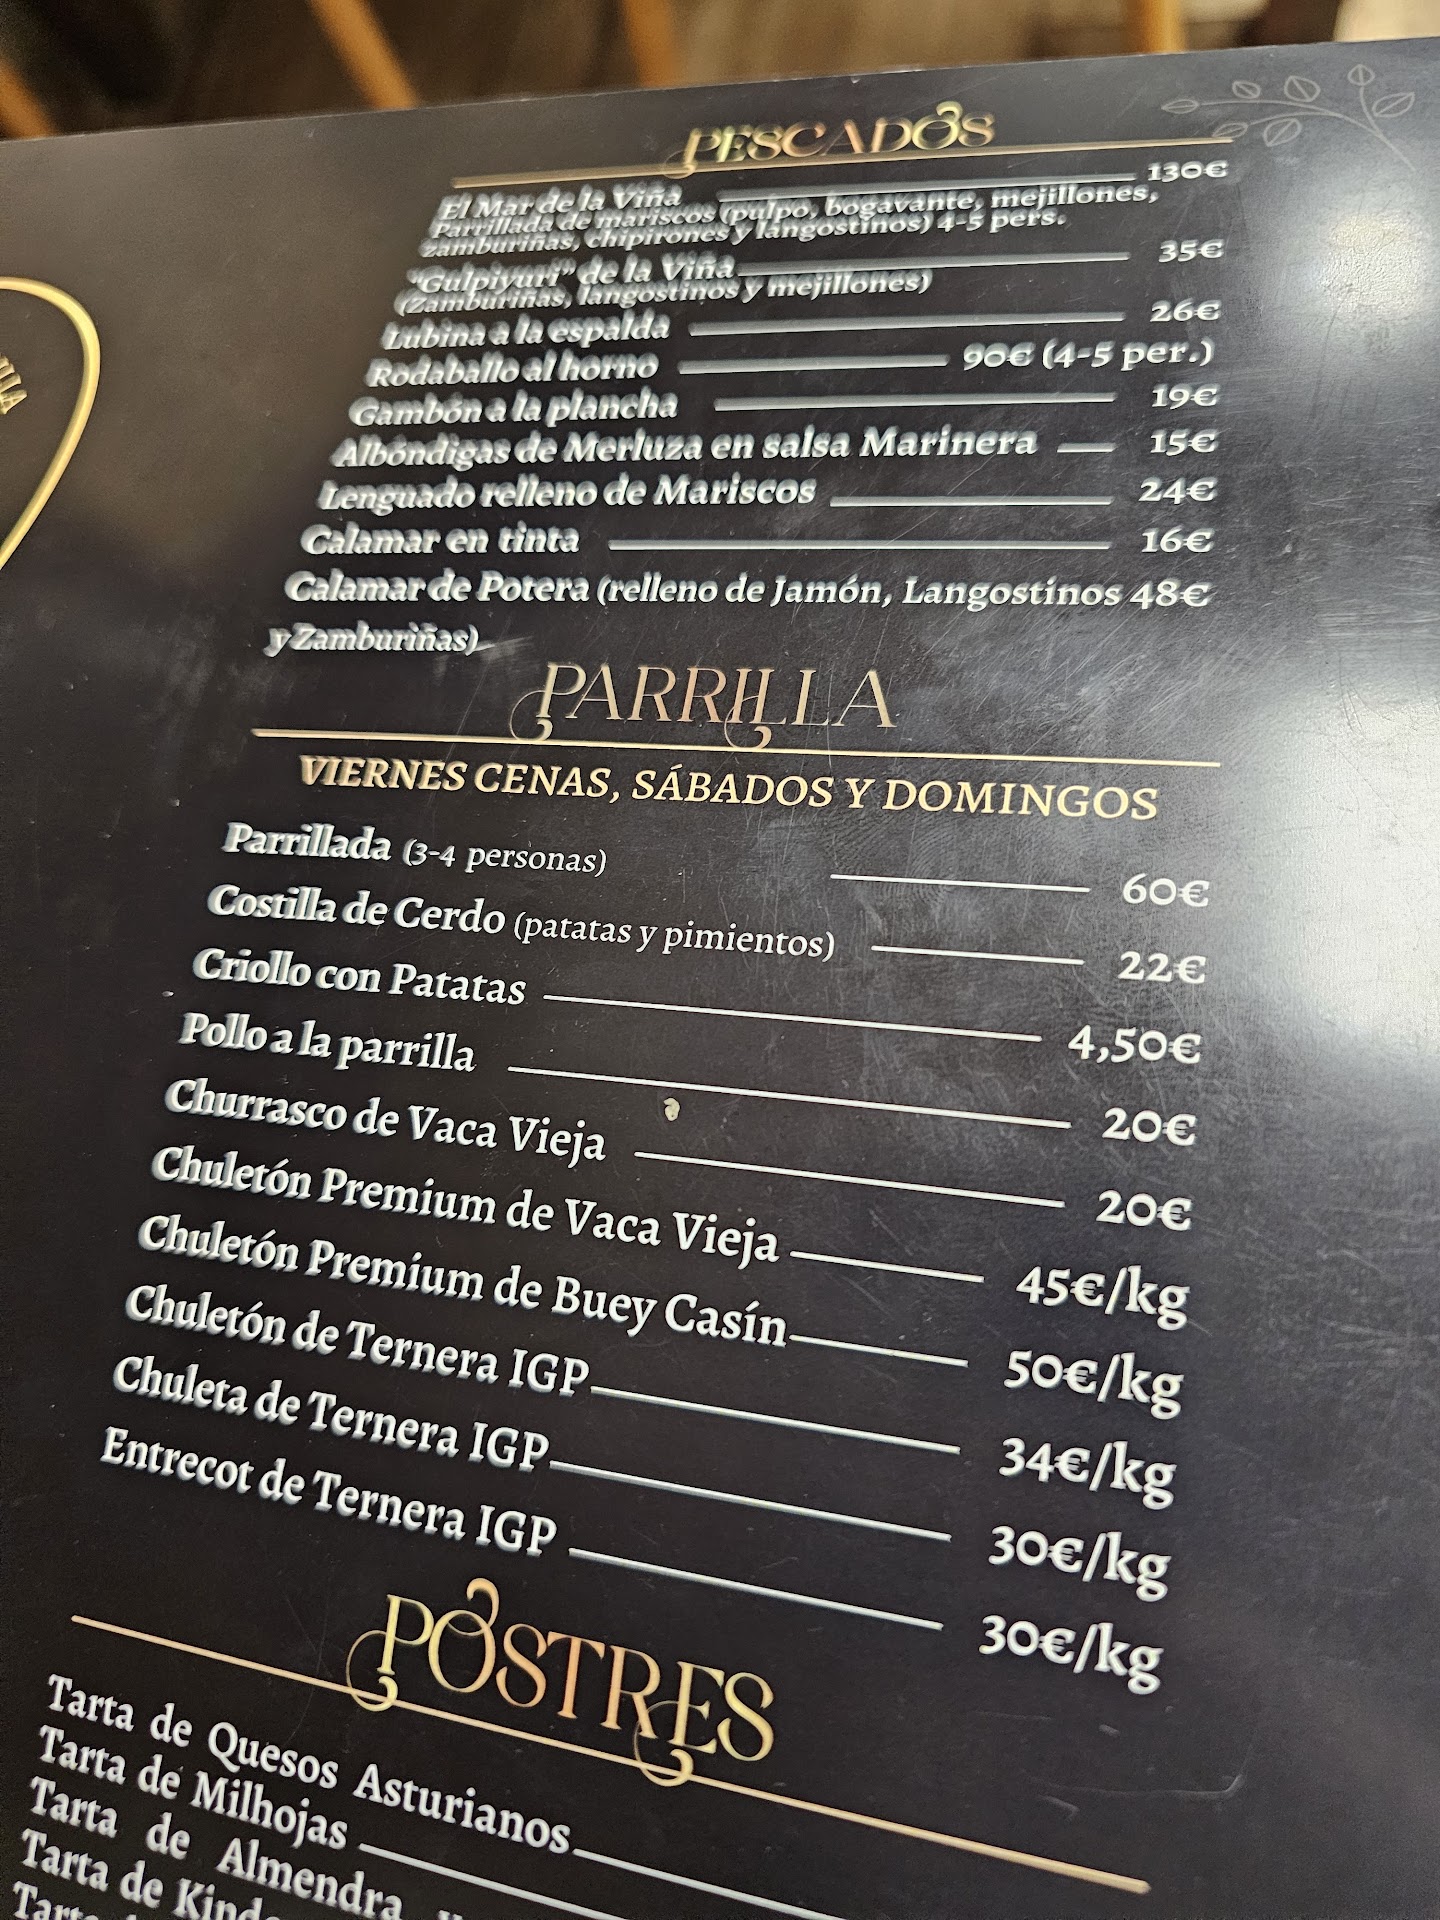 PESCADOS
El Mar de la Viña 130€
Parrillada de mariscos (pulpo, bogavante, mejillones,
zamburiñas, chipirones y langostinos) 4-5 pers.
"Gulpiyuri" de la Viña 35€
(Zamburiñas, langostinos y mejillones)
Lubina a la espalda 26€
Rodaballo al horno 90€ (4-5 per.)
Gambón a la plancha 19€
Albóndigas de Merluza en salsa Marinera 15€
Lenguado relleno de Mariscos 24€
Calamar en tinta 16€
Calamar de Potera (relleno de Jamón, Langostinos 48€
y Zamburiñas)
PARRILLA
VIERNES CENAS, SÁBADOS Y DOMINGOS
Parrillada (3-4 personas) 60€
Costilla de Cerdo (patatas y pimientos) 22€
Criollo con Patatas 4,50€
Pollo a la parrilla 20€
Churrasco de Vaca Vieja 20€
Chuletón Premium de Vaca Vieja 45€/kg
Chuletón Premium de Buey Casín 50€/kg
Chuletón de Ternera IGP 34€/kg
Chuleta de Ternera IGP 30€/kg
Entrecot de Ternera IGP 30€/kg
POSTRES
Tarta de Quesos Asturianos
Tarta de Milhojas
Tarta de Almendra
Tarta de